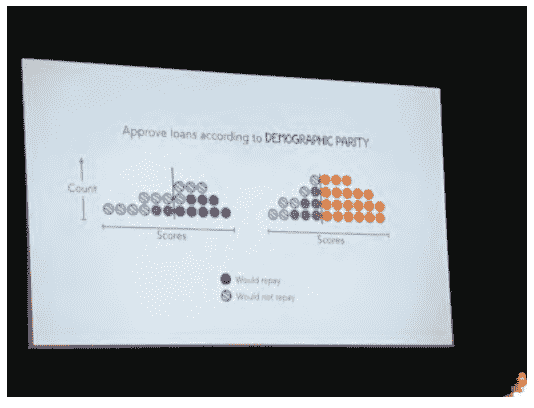 Approve loans according to DEMOGRAPHIC PARITY
Count
Scores
Scores
Would repay
Would not repay